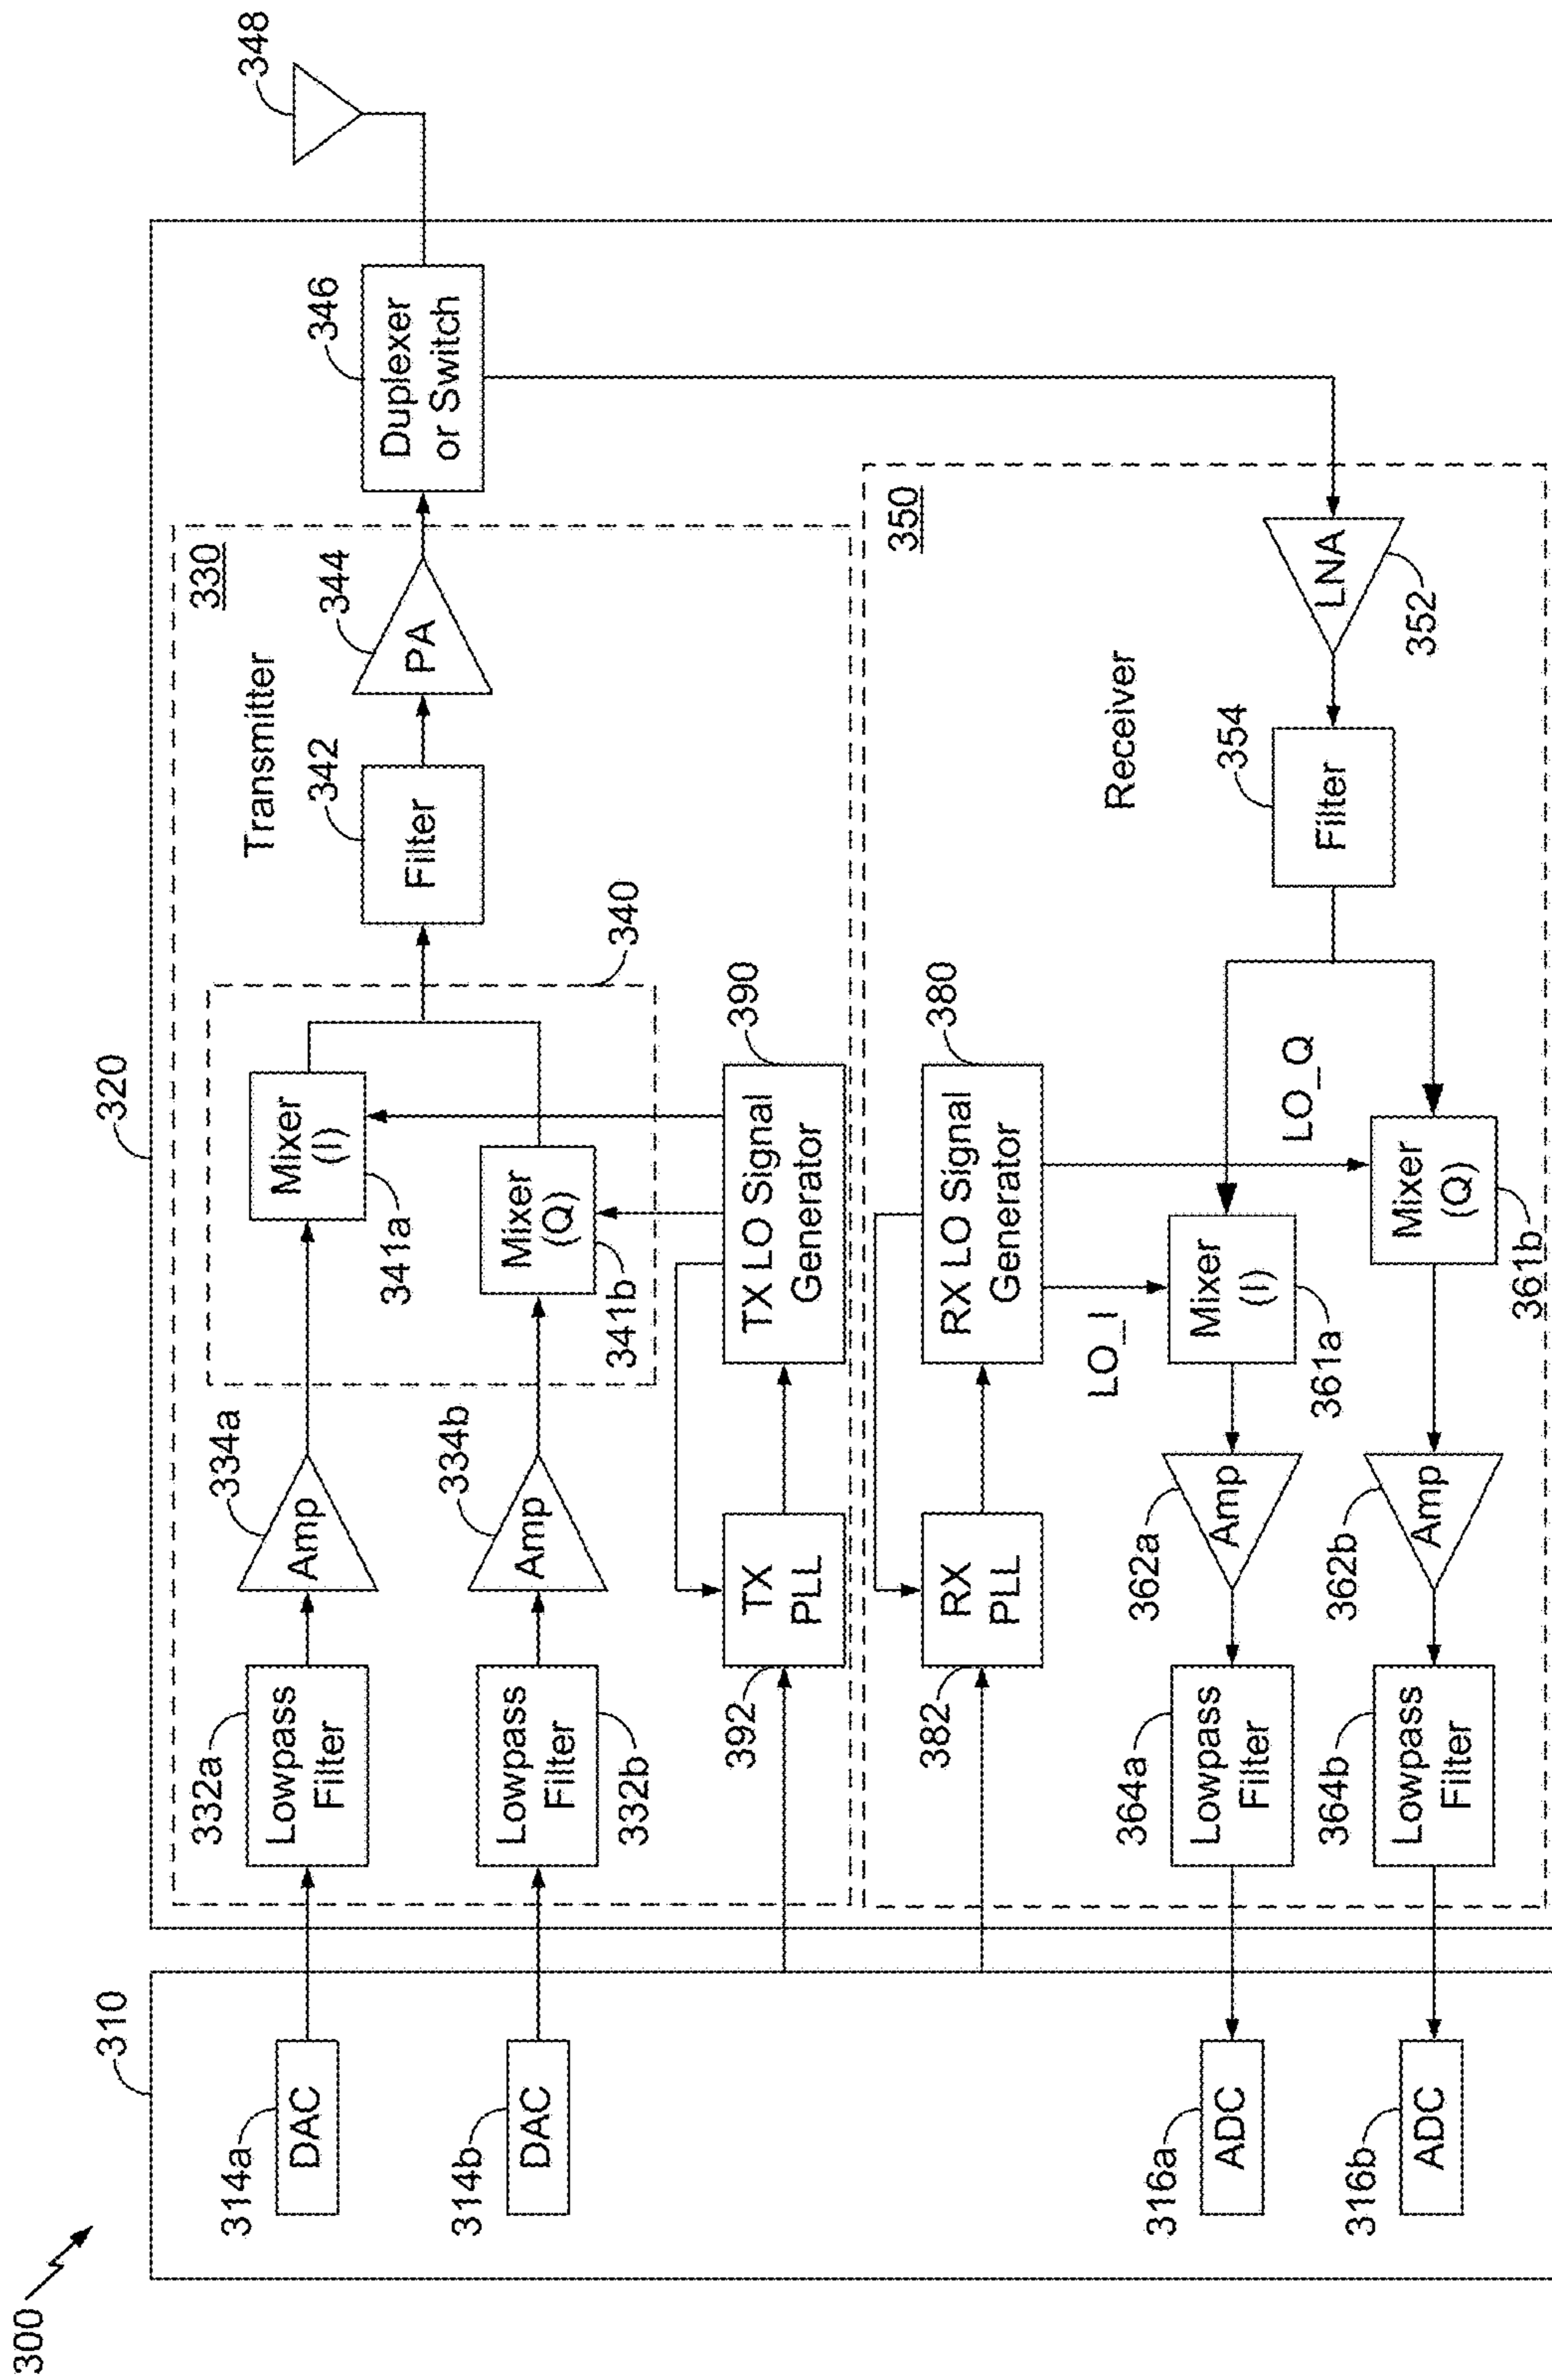 300
310
320
314a
DAC
332a
Lowpass
Filter
334a
Amp
Mixer
(I)
341a
340
342
Filter
Transmitter
330
344
PA
346
Duplexer
or Switch
348
314b
DAC
Lowpass
Filter
332b
334b
Amp
Mixer
(Q)
341b
392
TX
PLL
390
TX LO Signal
Generator
350
382
RX
PLL
380
RX LO Signal
Generator
LO_I
LO_Q
Receiver
316a
ADC
364a
Lowpass
Filter
362a
Amp
Mixer
(I)
361a
354
Filter
LNA
352
316b
ADC
364b
Lowpass
Filter
362b
Amp
Mixer
(Q)
361b